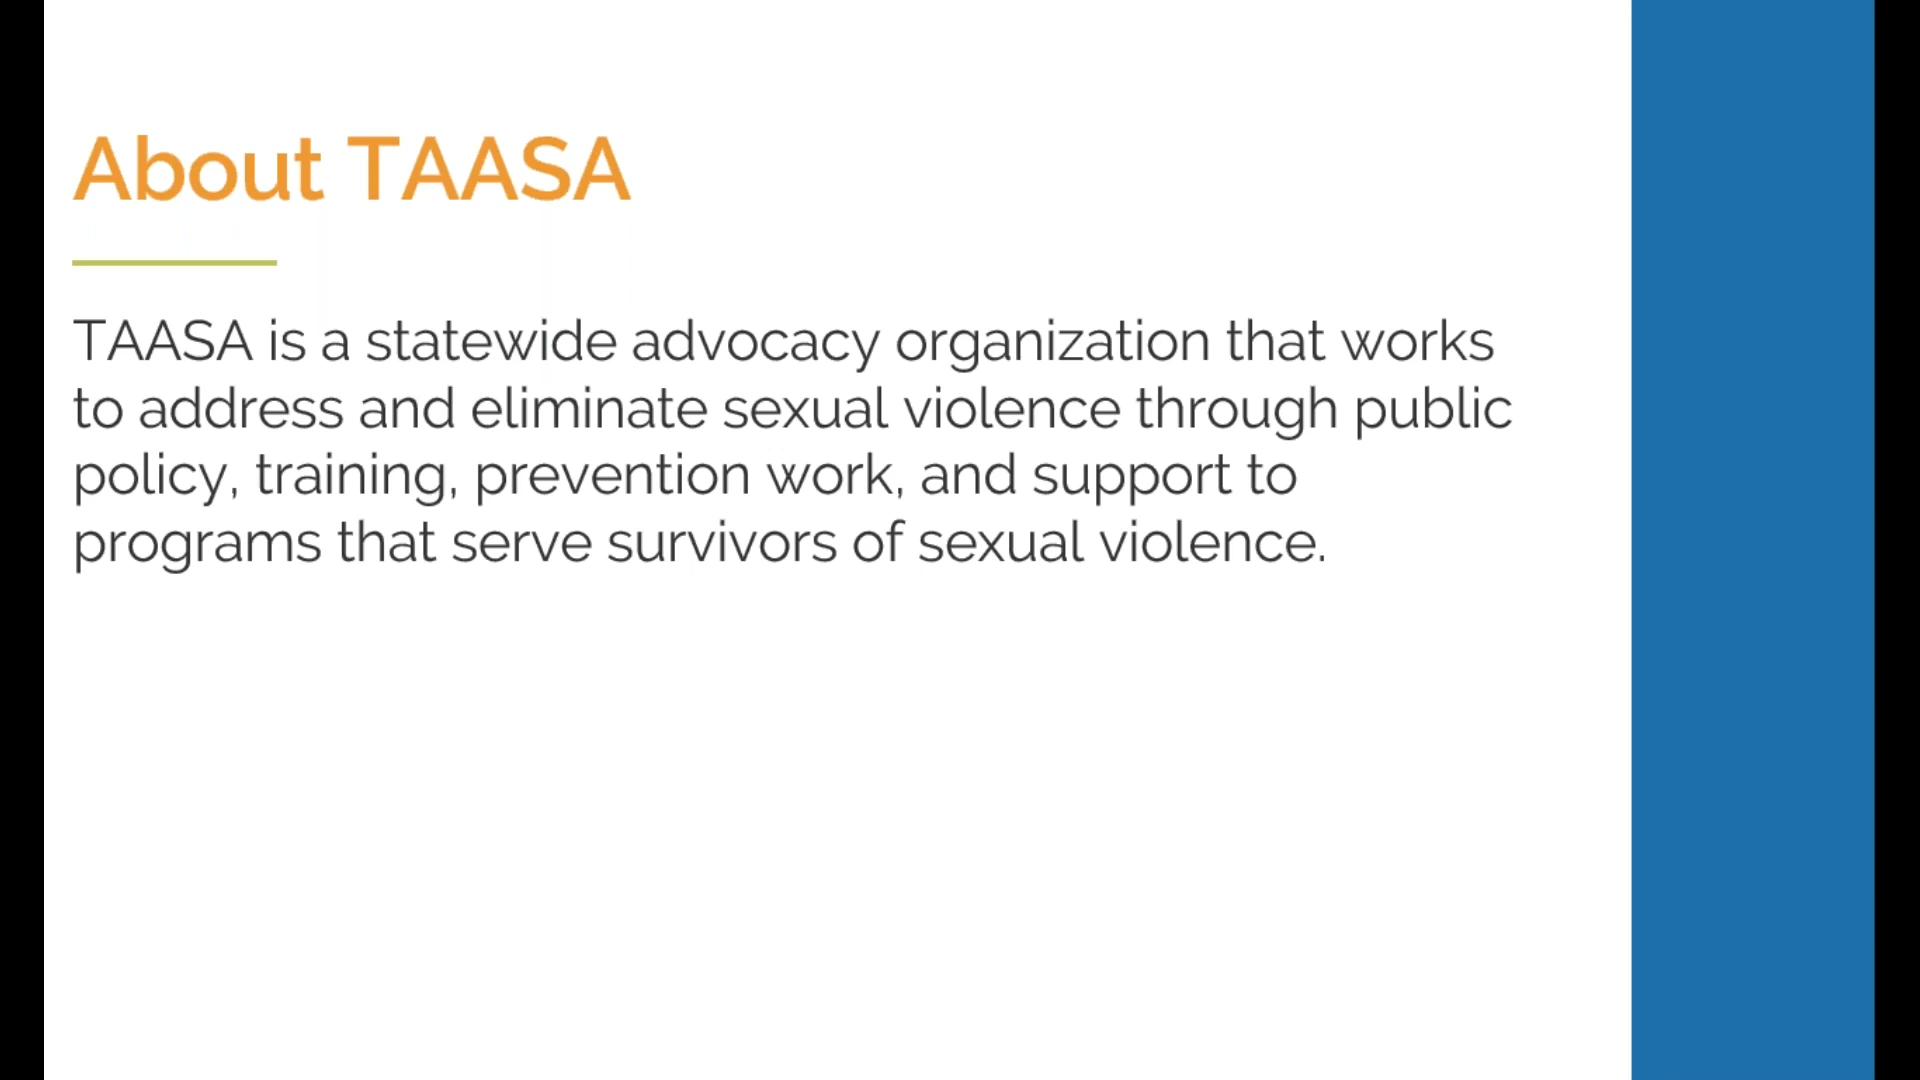 About TAASA
TAASA is a statewide advocacy organization that works
to address and eliminate sexual violence through public
policy, training, prevention work, and support to
programs that serve survivors of sexual violence.